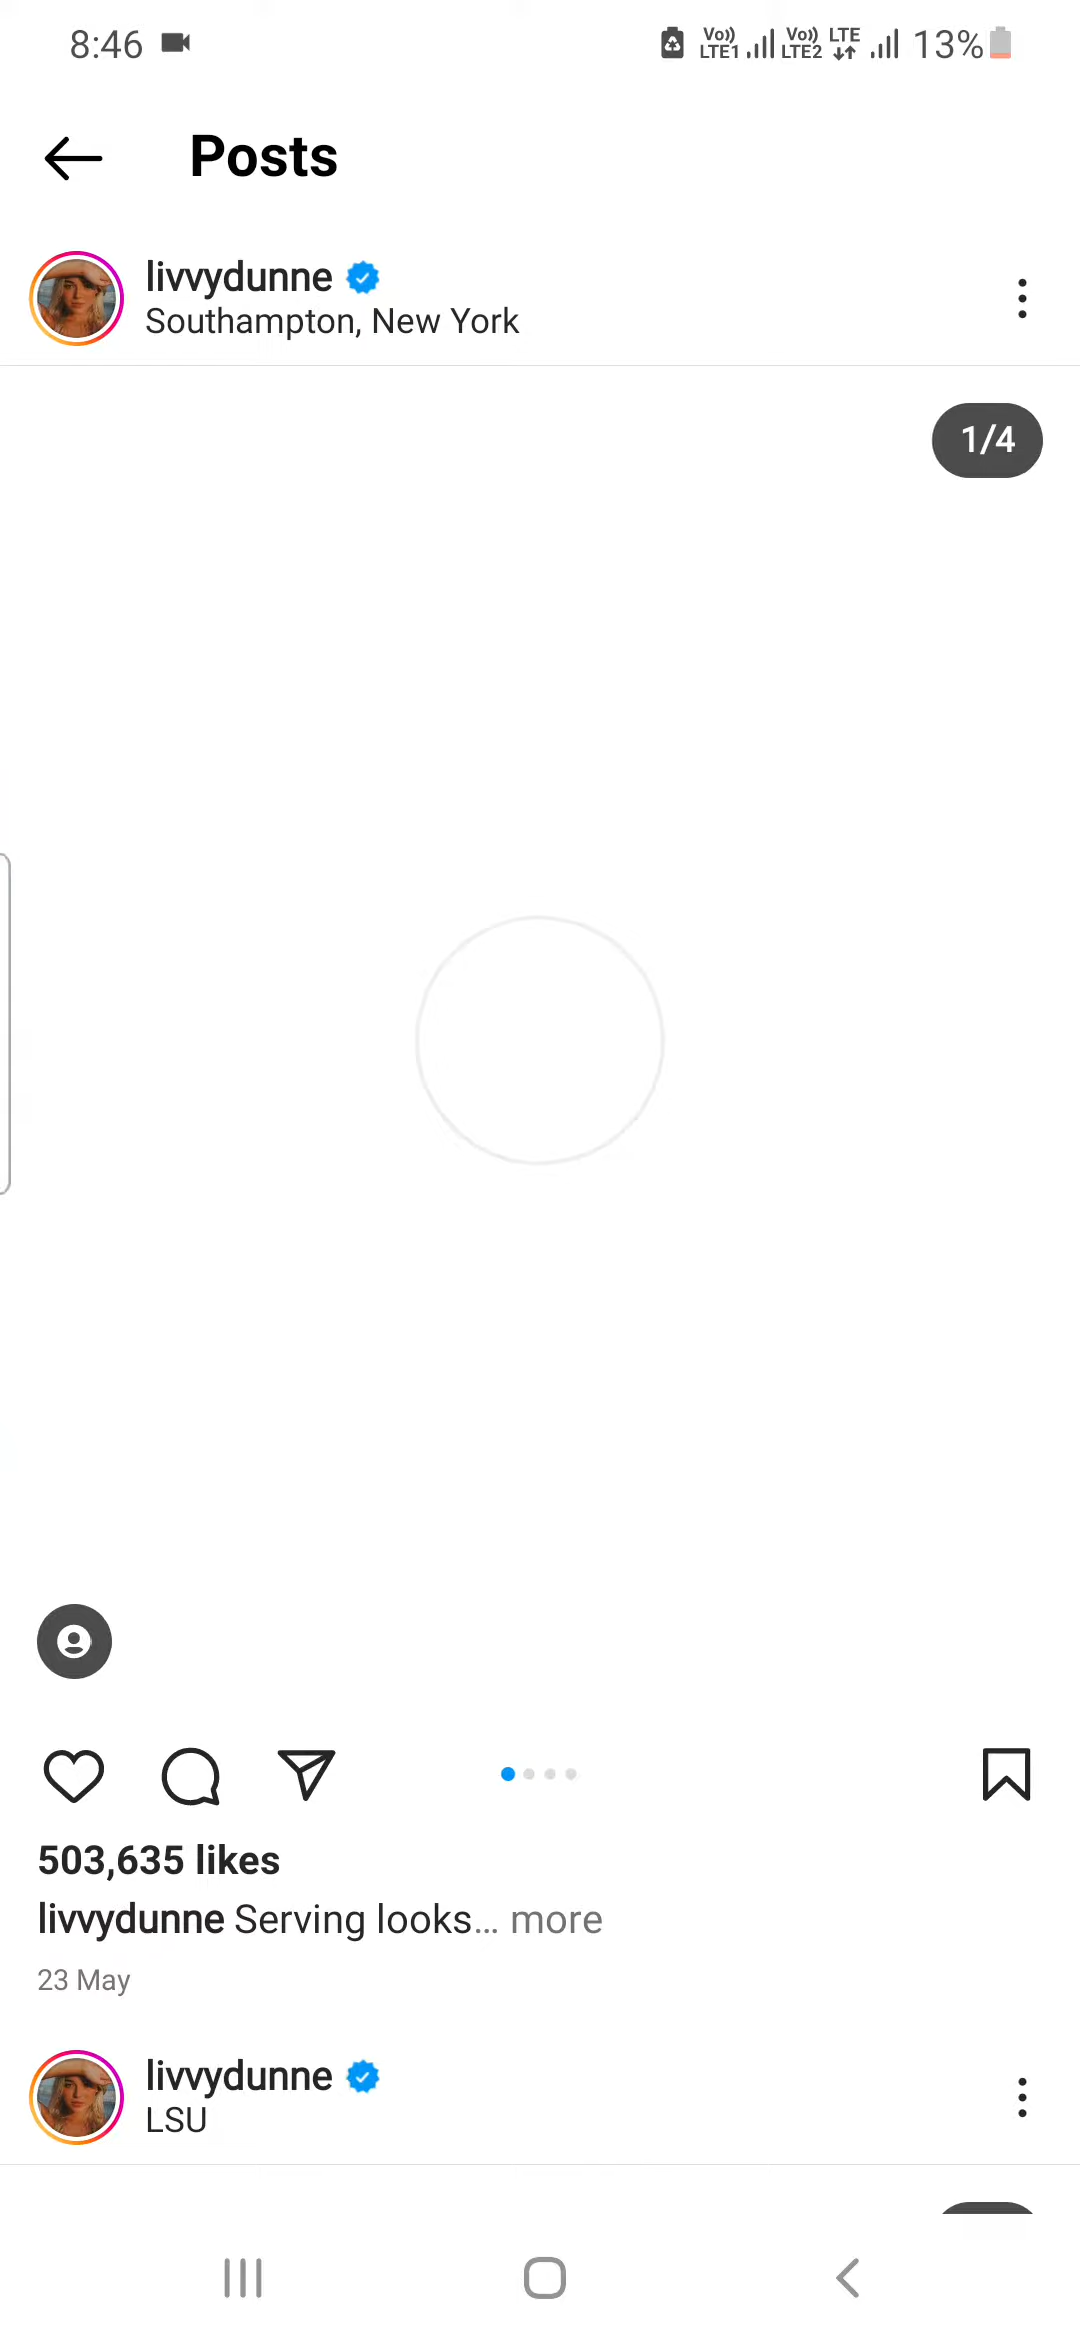 8:46 Vo)) LTE1 Vo)) LTE2 LTE 13%
Posts
livvydunne
Southampton, New York
1/4
503,635 likes
livvydunne Serving looks... more
23 May
livvydunne
LSU